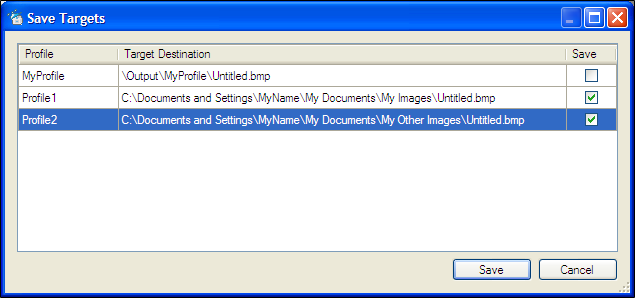 Save Targets
Profile Target Destination Save
MyProfile \Output\MyProfile\Untitled.bmp
Profile1 C:\Documents and Settings\MyName\My Documents\My Images\Untitled.bmp
Profile2 C:\Documents and Settings\MyName\My Documents\My Other Images\Untitled.bmp
Save Cancel